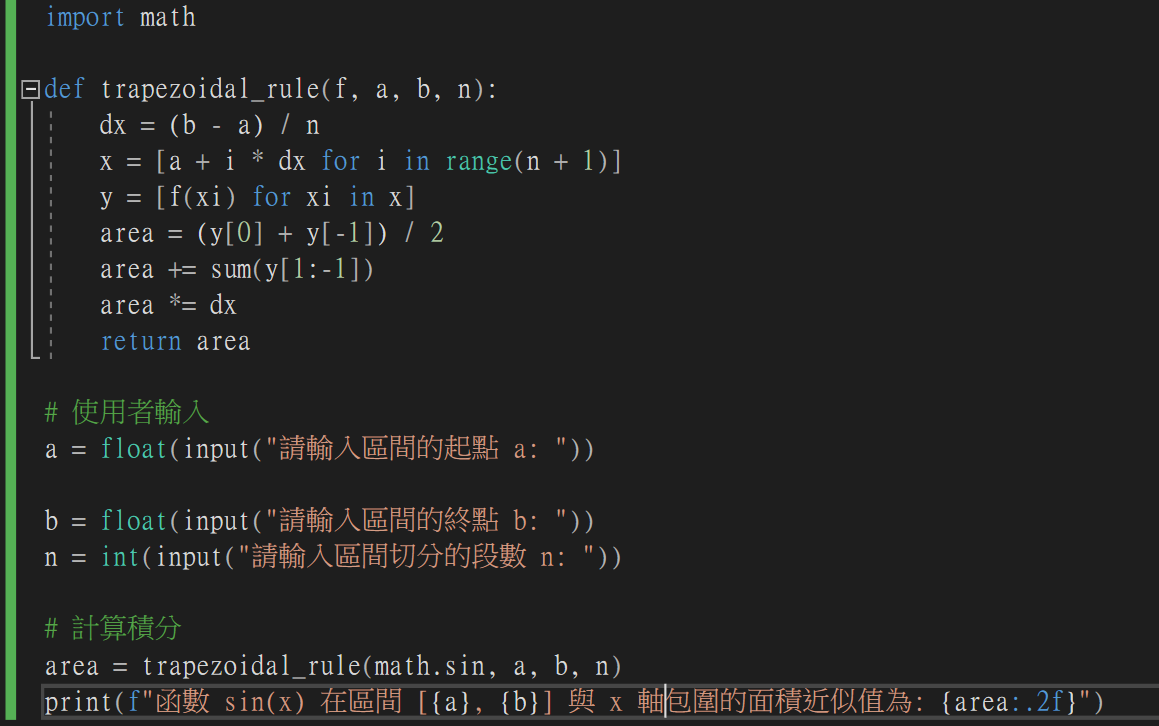 import math
def trapezoidal_rule(f, a, b, n):
dx = (b - a) / n
x = [a + i * dx for i in range(n + 1)]
y = [f(xi) for xi in x]
area = (y[0] + y[-1]) / 2
area += sum(y[1:-1])
area *= dx
return area
# 使用者輸入
a = float(input("請輸入區間的起點 a: "))
b = float(input("請輸入區間的終點 b: "))
n = int(input("請輸入區間切分的段數 n: "))
# 計算積分
area = trapezoidal_rule(math.sin, a, b, n)
print(f"函數 sin(x) 在區間 [{a}, {b}] 與 x 軸包圍的面積近似值為: {area:.2f}")